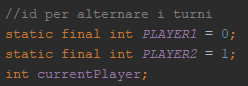 //id per alternare i turni
static final int PLAYER1 = 0;
static final int PLAYER2 = 1;
int currentPlayer;